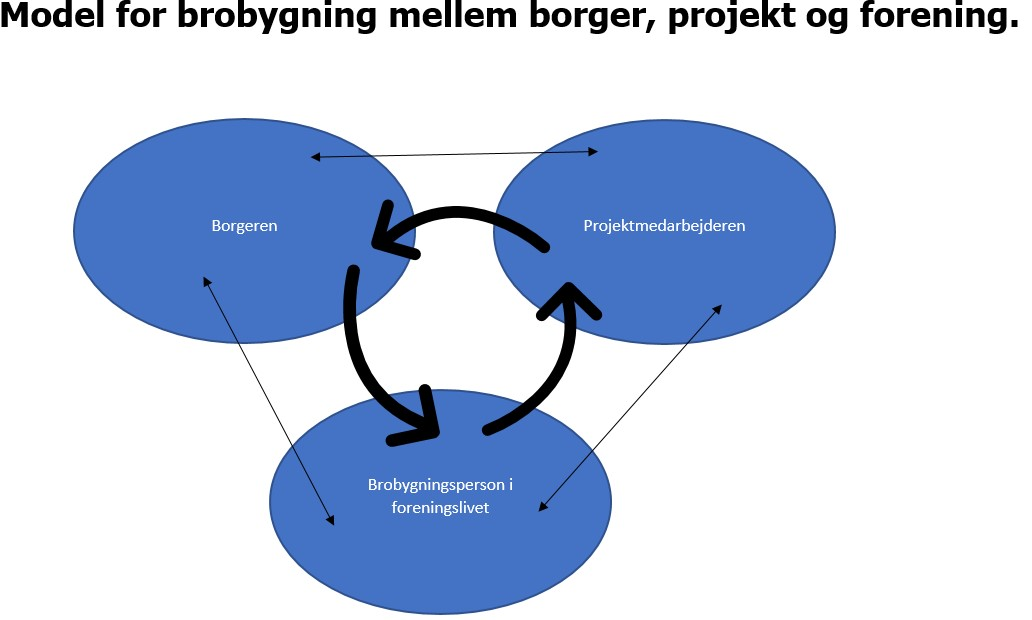 Model for brobygning mellem borger, projekt og forening.
Borgeren
Projektmedarbejderen
Brobygningsperson i
foreningslivet